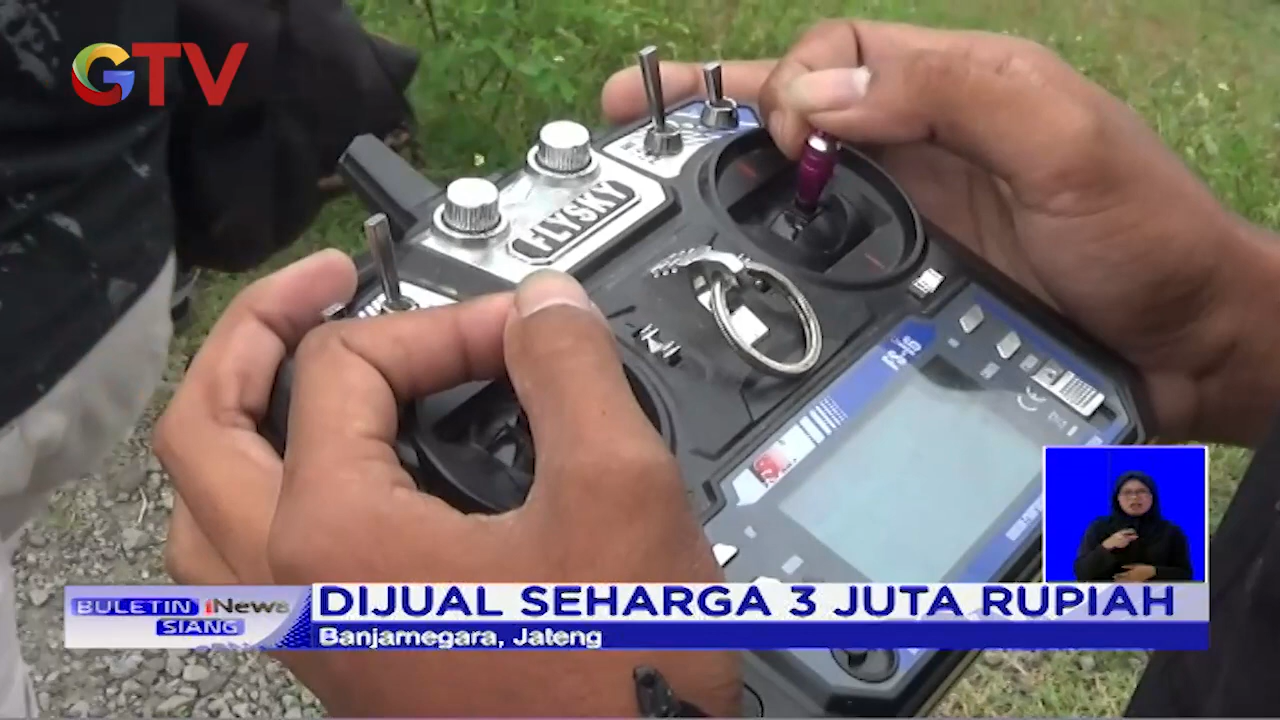 GTV
FLYSKY
FS-i6
BULETIN iNews
SIANG
DIJUAL SEHARGA 3 JUTA RUPIAH
Banjarnegara, Jateng